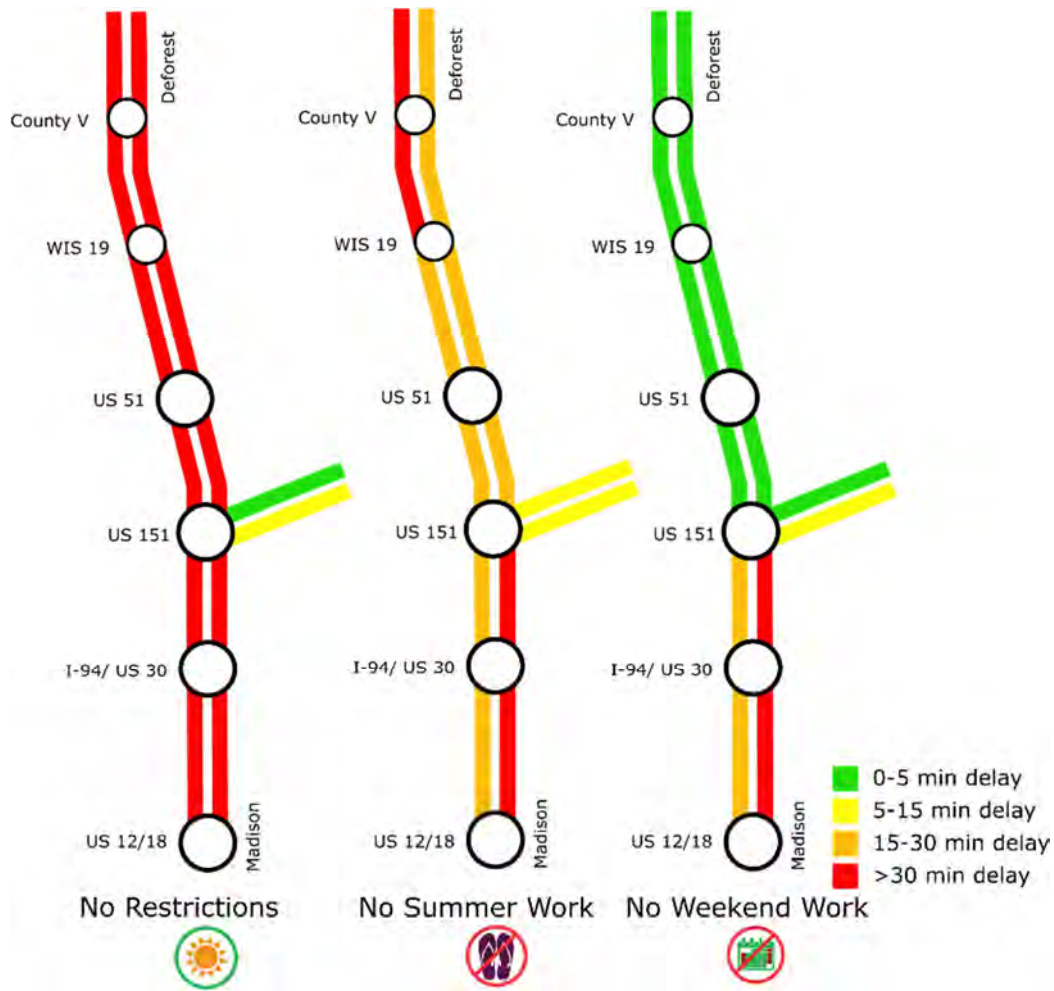 Deforest
County V
WIS 19
US 51
US 151
I-94/ US 30
US 12/18
Madison
No Restrictions
Deforest
County V
WIS 19
US 51
US 151
I-94/ US 30
US 12/18
Madison
No Summer Work
Deforest
County V
WIS 19
US 51
US 151
I-94/ US 30
US 12/18
Madison
No Weekend Work
0-5 min delay
5-15 min delay
15-30 min delay
>30 min delay